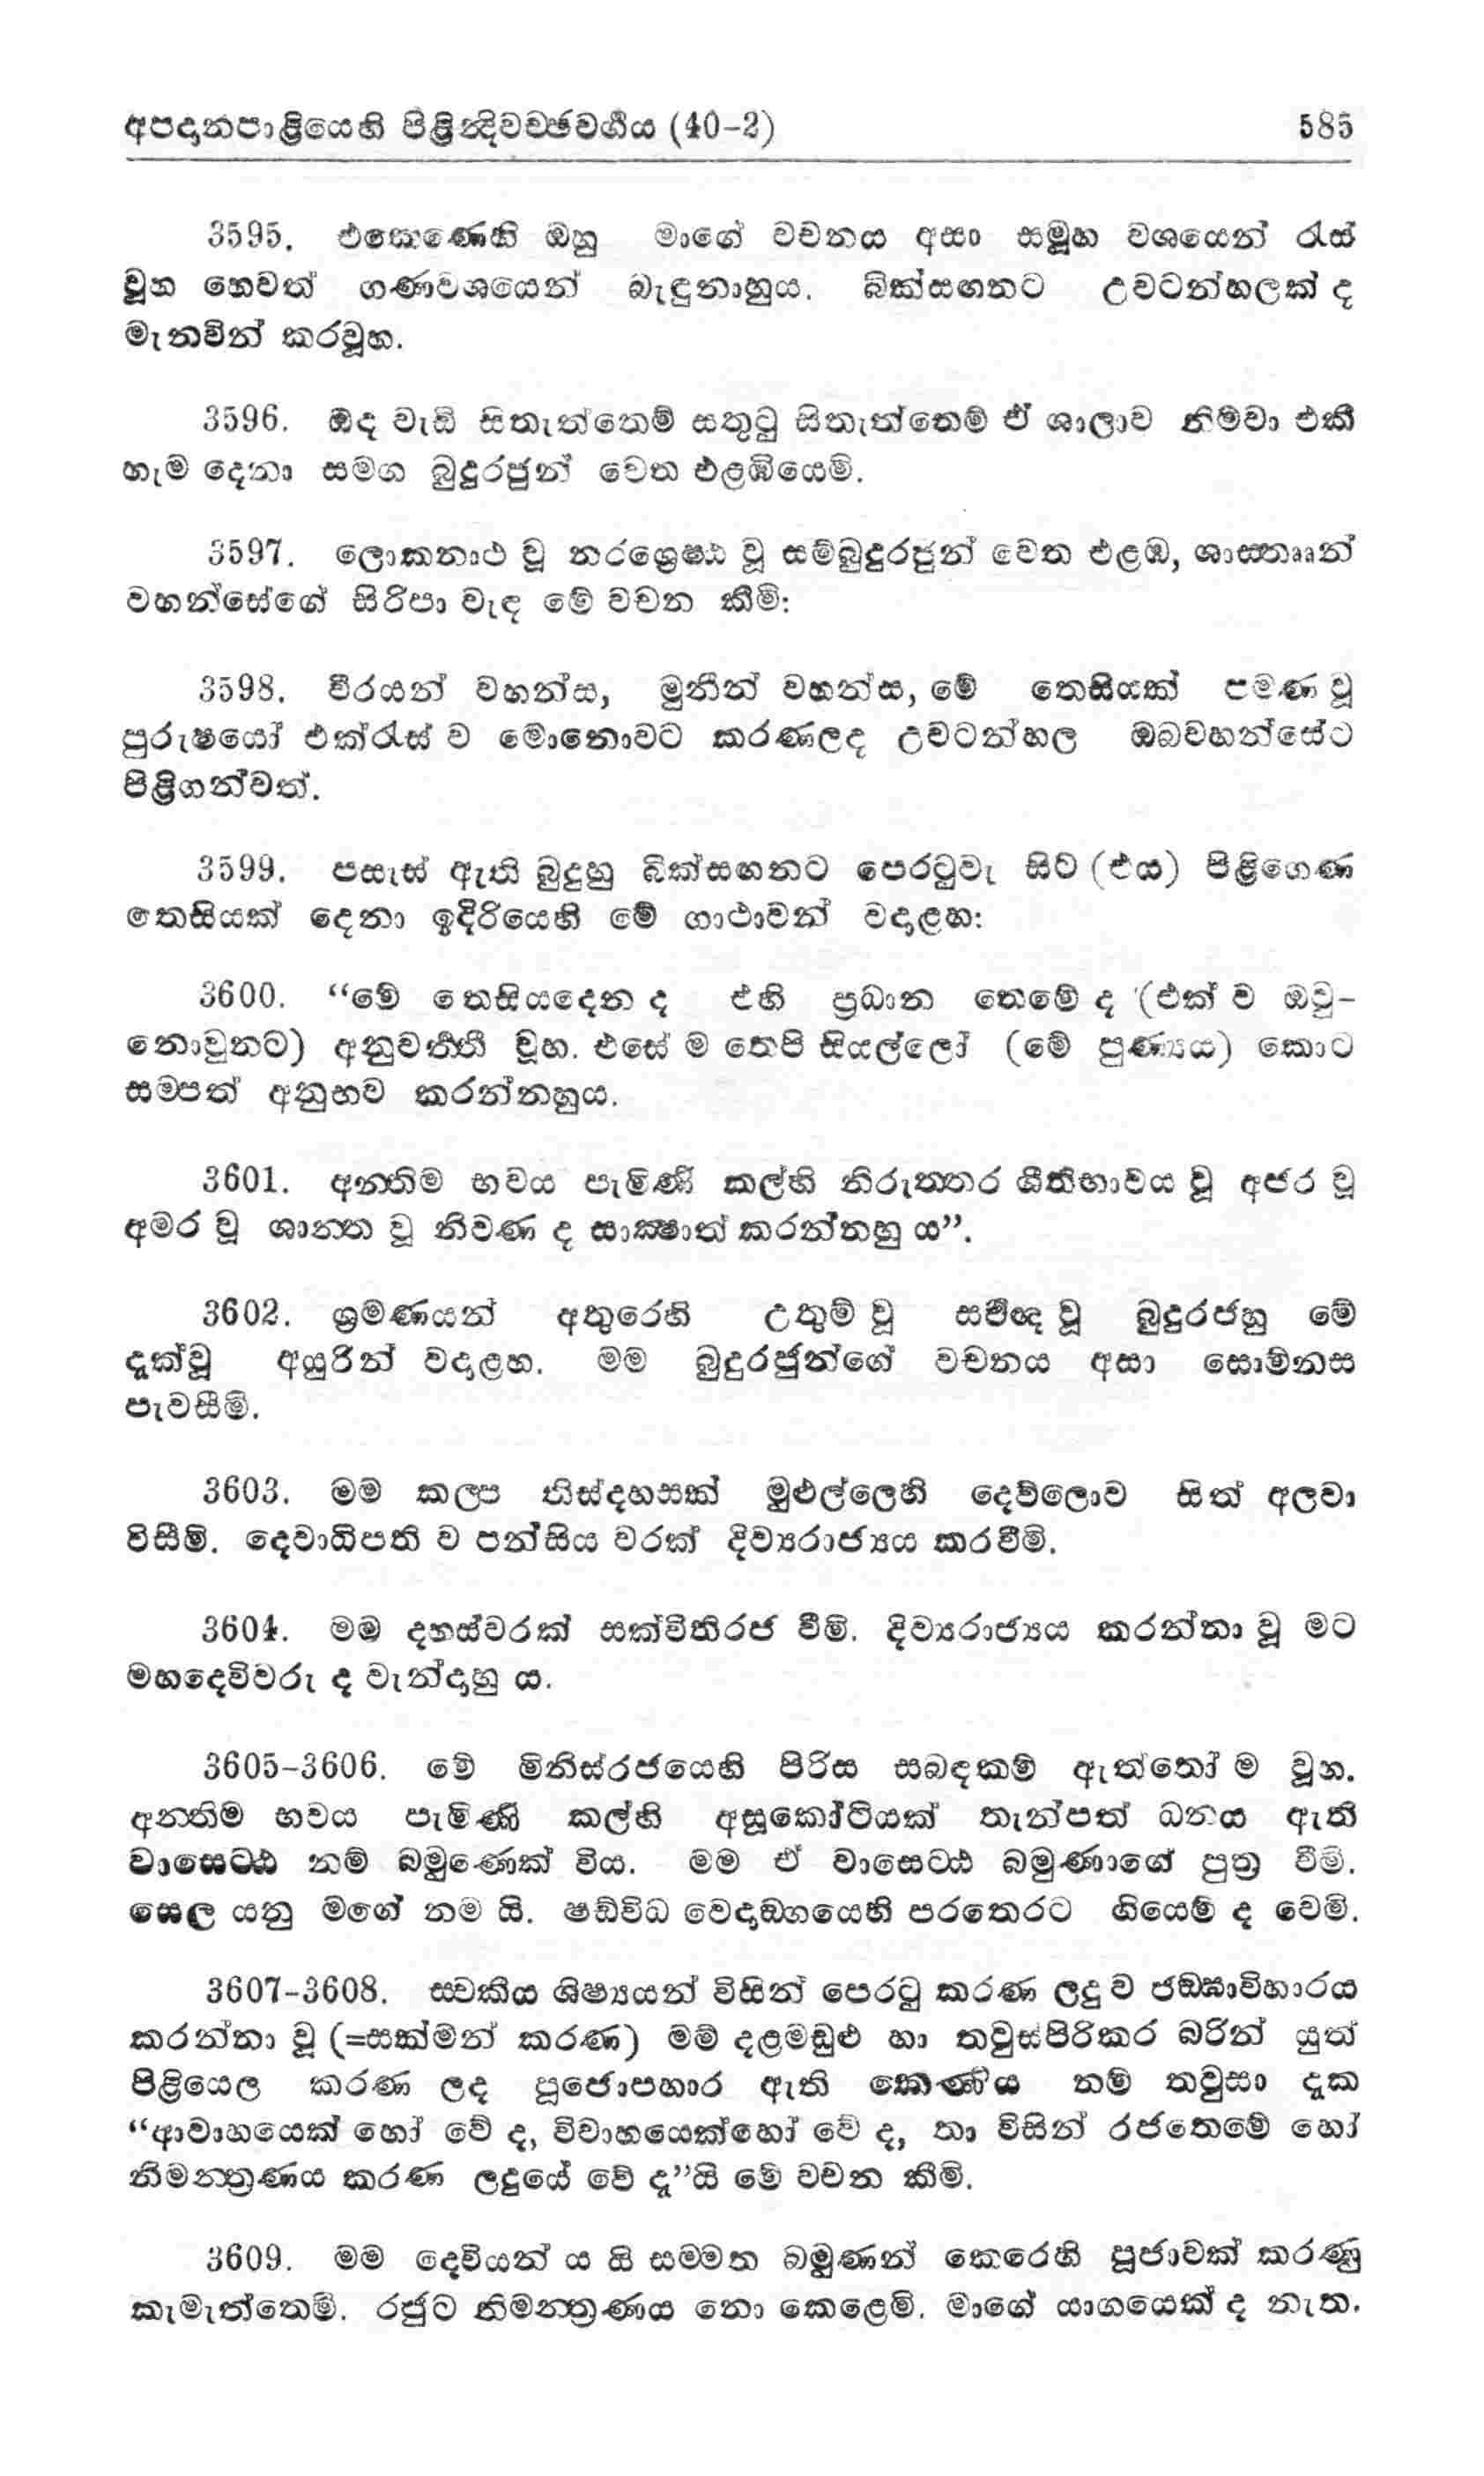 අපදානපාළියෙහි පිළින්‍දිවච්ඡවර්‍ගය (40-2) 585
3595. එකෙණෙහි ඔහු මාගේ වචනය අසා සමූහ වශයෙන් රැස්
වූහ හෙවත් ගණවශයෙන් බැඳුනාහුය. බික්සඟනට උවටන්හලක් ද
මැනවින් කරවූහ.
3596. ඔද වැඩි සිතැත්තෙම් සතුටු සිතැත්තෙම් ඒ ශාලාව නිමවා එකී
හැම දෙනා සමග බුදුරජුන් වෙත එළඹියෙමි.
3597. ලොකනාථ වූ නරශ්‍රෙෂ්ඨ වූ සම්බුදුරජුන් වෙත එළඹ, ශාස්තෲන්
වහන්සේගේ සිරිපා වැඳ මේ වචන කීමි:
3598. වීරයන් වහන්ස, මුනීන් වහන්ස, මේ තෙසියක් පමණ වූ
පුරුෂයෝ එක්රැස් ව මොනොවට කරණලද උවටන්හල ඔබවහන්සේට
පිළිගන්වත්.
3599. පසැස් ඇති බුදුහු බික්සඟනට පෙරටුවැ සිට (එය) පිළිගෙණ
තෙසියක් දෙනා ඉදිරියෙහි මේ ගාථාවන් වදාළහ:
3600. “මේ තෙසියදෙන ද එහි ප්‍රධාන තෙමේ ද (එක් ව ඔවු-
නොවුනට) අනුවර්‍තී වූහ. එසේ ම තෙපි සියල්ලෝ (මේ පුණ්‍යය) කොට
සම්පත් අනුභව කරන්නහුය.
3601. අන්තිම භවය පැමිණි කල්හි නිරුත්තර ශීතිභාවය වූ අජර වූ
අමර වූ ශාන්ත වූ නිවණ ද සාක්‍ෂාත් කරන්නහු ය”.
3602. ශ්‍රමණයන් අතුරෙහි උතුම් වූ සර්‍වඥ වූ බුදුරජහු මේ
දැක්වූ අයුරින් වදාළහ. මම බුදුරජුන්ගේ වචනය අසා සොම්නස
පැවසීමි.
3603. මම් කල්ප තිස්දහසක් මුළුල්ලෙහි දෙව්ලොව සිත් අලවා
විසීමි. දෙවාධිපති ව පන්සිය වරක් දිව්‍යරාජ්‍යය කරවීමි.
3604. මම දහස්වරක් සක්විතිරජ වීමි. දිව්‍යරාජ්‍යය කරන්නා වූ මට
මහදෙවිවරු ද වැන්දාහු ය.
3605-3606. මේ මිනිස්රජයෙහි පිරිස සබඳකම් ඇත්තෝ ම වූහ.
අන්තිම භවය පැමිණි කල්හි අසූකෝටියක් තැන්පත් ධනය ඇති
වාසෙට්ඨ නම් බමුණෙක් විය. මම ඒ වාසෙට්ඨ බමුණාගේ පුත්‍ර වීමි.
සෙල යනු මගේ නම යි. ෂඩ්විධ වෙදාඞ්ගයෙහි පරතෙරට ගියෙම් ද වෙමි.
3607-3608. ස්වකීය ශිෂ්‍යයන් විසින් පෙරටු කරණ ලදු ව ජඞ්ඝාවිහාරය
කරන්නා වූ (=සක්මන් කරණ) මම් දළමඬුළු හා තවුස්පිරිකර බරින් යුත්
පිළියෙල කරණ ලද පූජොපහාර ඇති කෙණිය නම් තවුසා දැක
“ආවාහයෙක් හෝ වේ ද, විවාහයෙක්හෝ වේ ද, තා විසින් රජතෙමේ හෝ
නිමන්ත්‍රණය කරණ ලදුයේ වේ දැ”යි මේ වචන කීමි.
3609. මම දෙවියන් ය යි සම්මත බමුණන් කෙරෙහි පූජාවක් කරණු
කැමැත්තෙමි. රජුට නිමන්ත්‍රණය නො කෙළෙමි. මාගේ යාගයෙක් ද නැත.